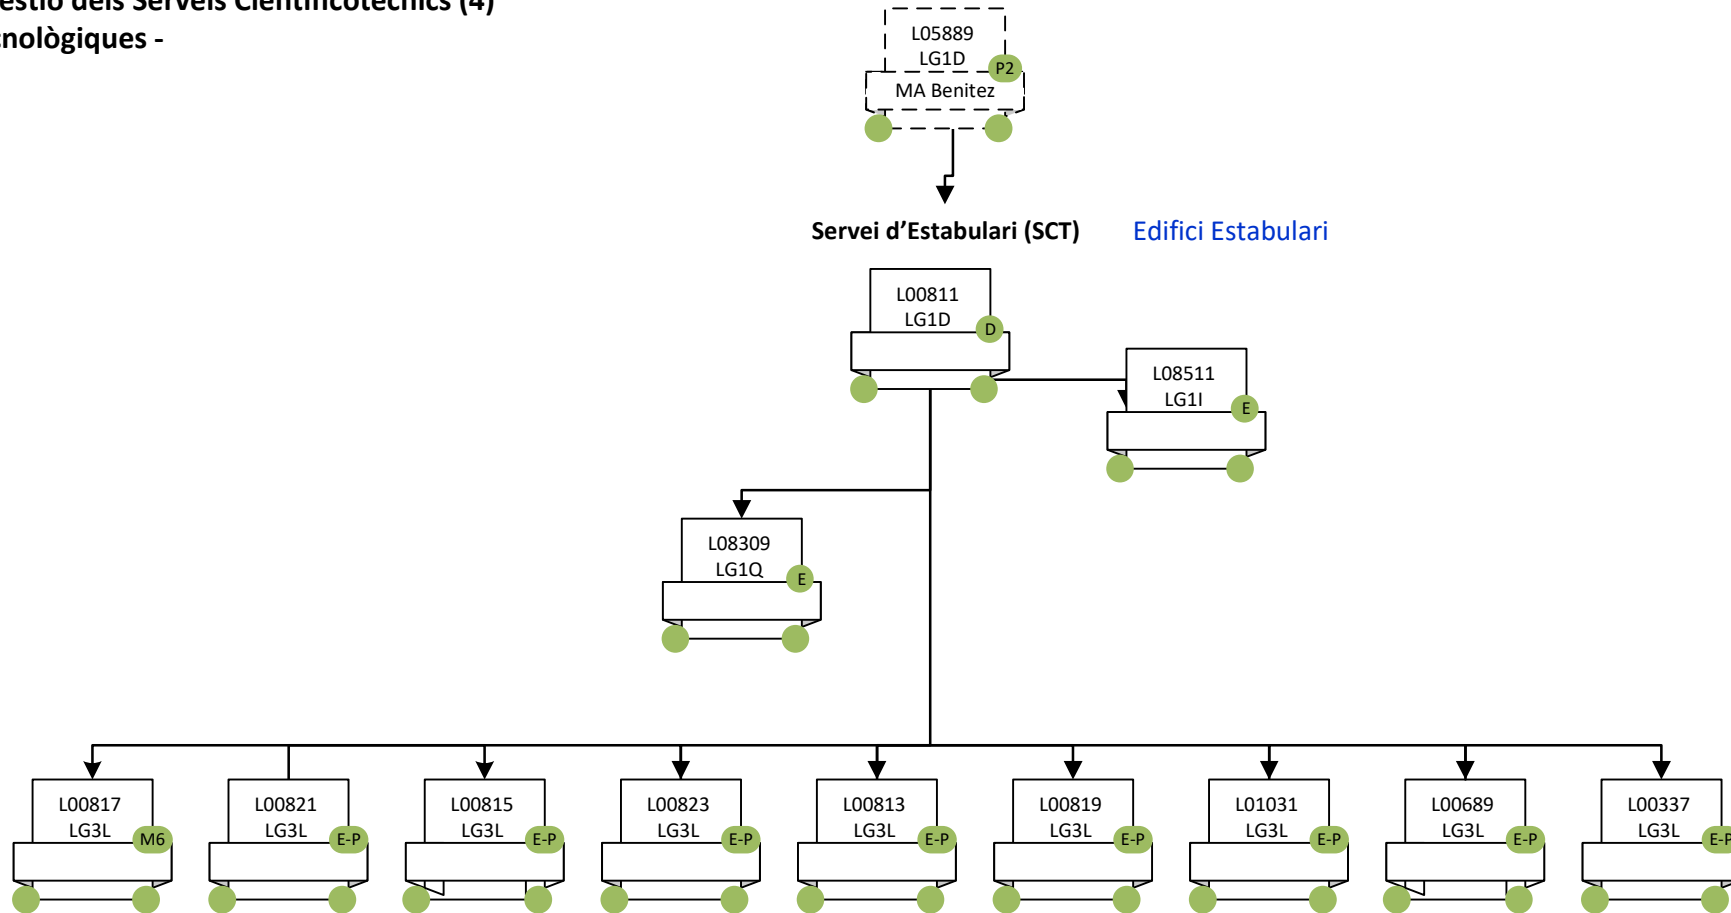 estió dels Serveis Cientificotècnics (4)
cnològiques -
L05889
LG1D
P2
MA Benitez
Servei d’Estabulari (SCT)
Edifici Estabulari
L00811
LG1D
D
L08511
LG1I
E
L08309
LG1Q
E
L00817
LG3L
M6
L00821
LG3L
E-P
L00815
LG3L
E-P
L00823
LG3L
E-P
L00813
LG3L
E-P
L00819
LG3L
E-P
L01031
LG3L
E-P
L00689
LG3L
E-P
L00337
LG3L
E-P